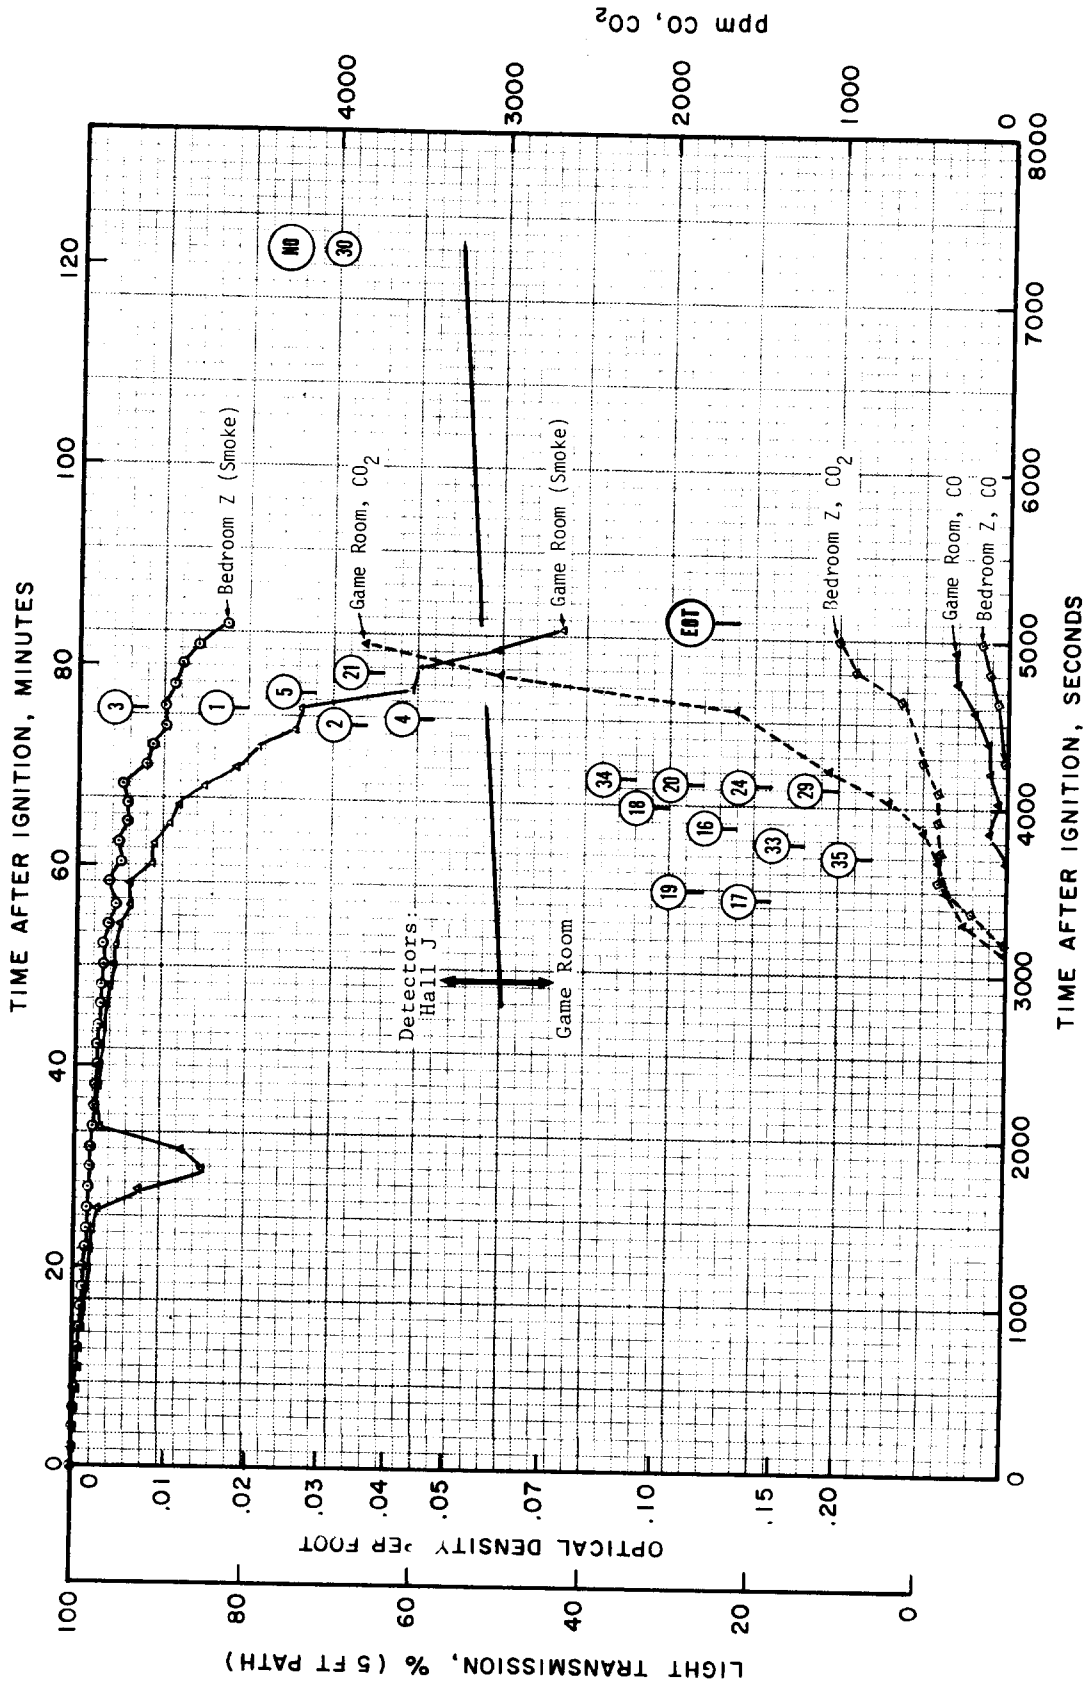 TIME AFTER IGNITION, MINUTES
0 20 40 60 80 100 120
LIGHT TRANSMISSION, % (5 FT PATH)
100
80
60
40
20
0
OPTICAL DENSITY PER FOOT
0
.01
.02
.03
.04
.05
.07
.10
.15
.20
ppm CO, CO2
4000
3000
2000
1000
0
NO
30
3
Bedroom Z (Smoke)
1
5
21
Game Room, CO2
2
4
Detectors:
Hall J
Game Room
Game Room (Smoke)
34
18
20
19
16
24
17
33
29
35
EOT
Bedroom Z, CO2
Game Room, CO
Bedroom Z, CO
0 1000 2000 3000 4000 5000 6000 7000 8000
TIME AFTER IGNITION, SECONDS